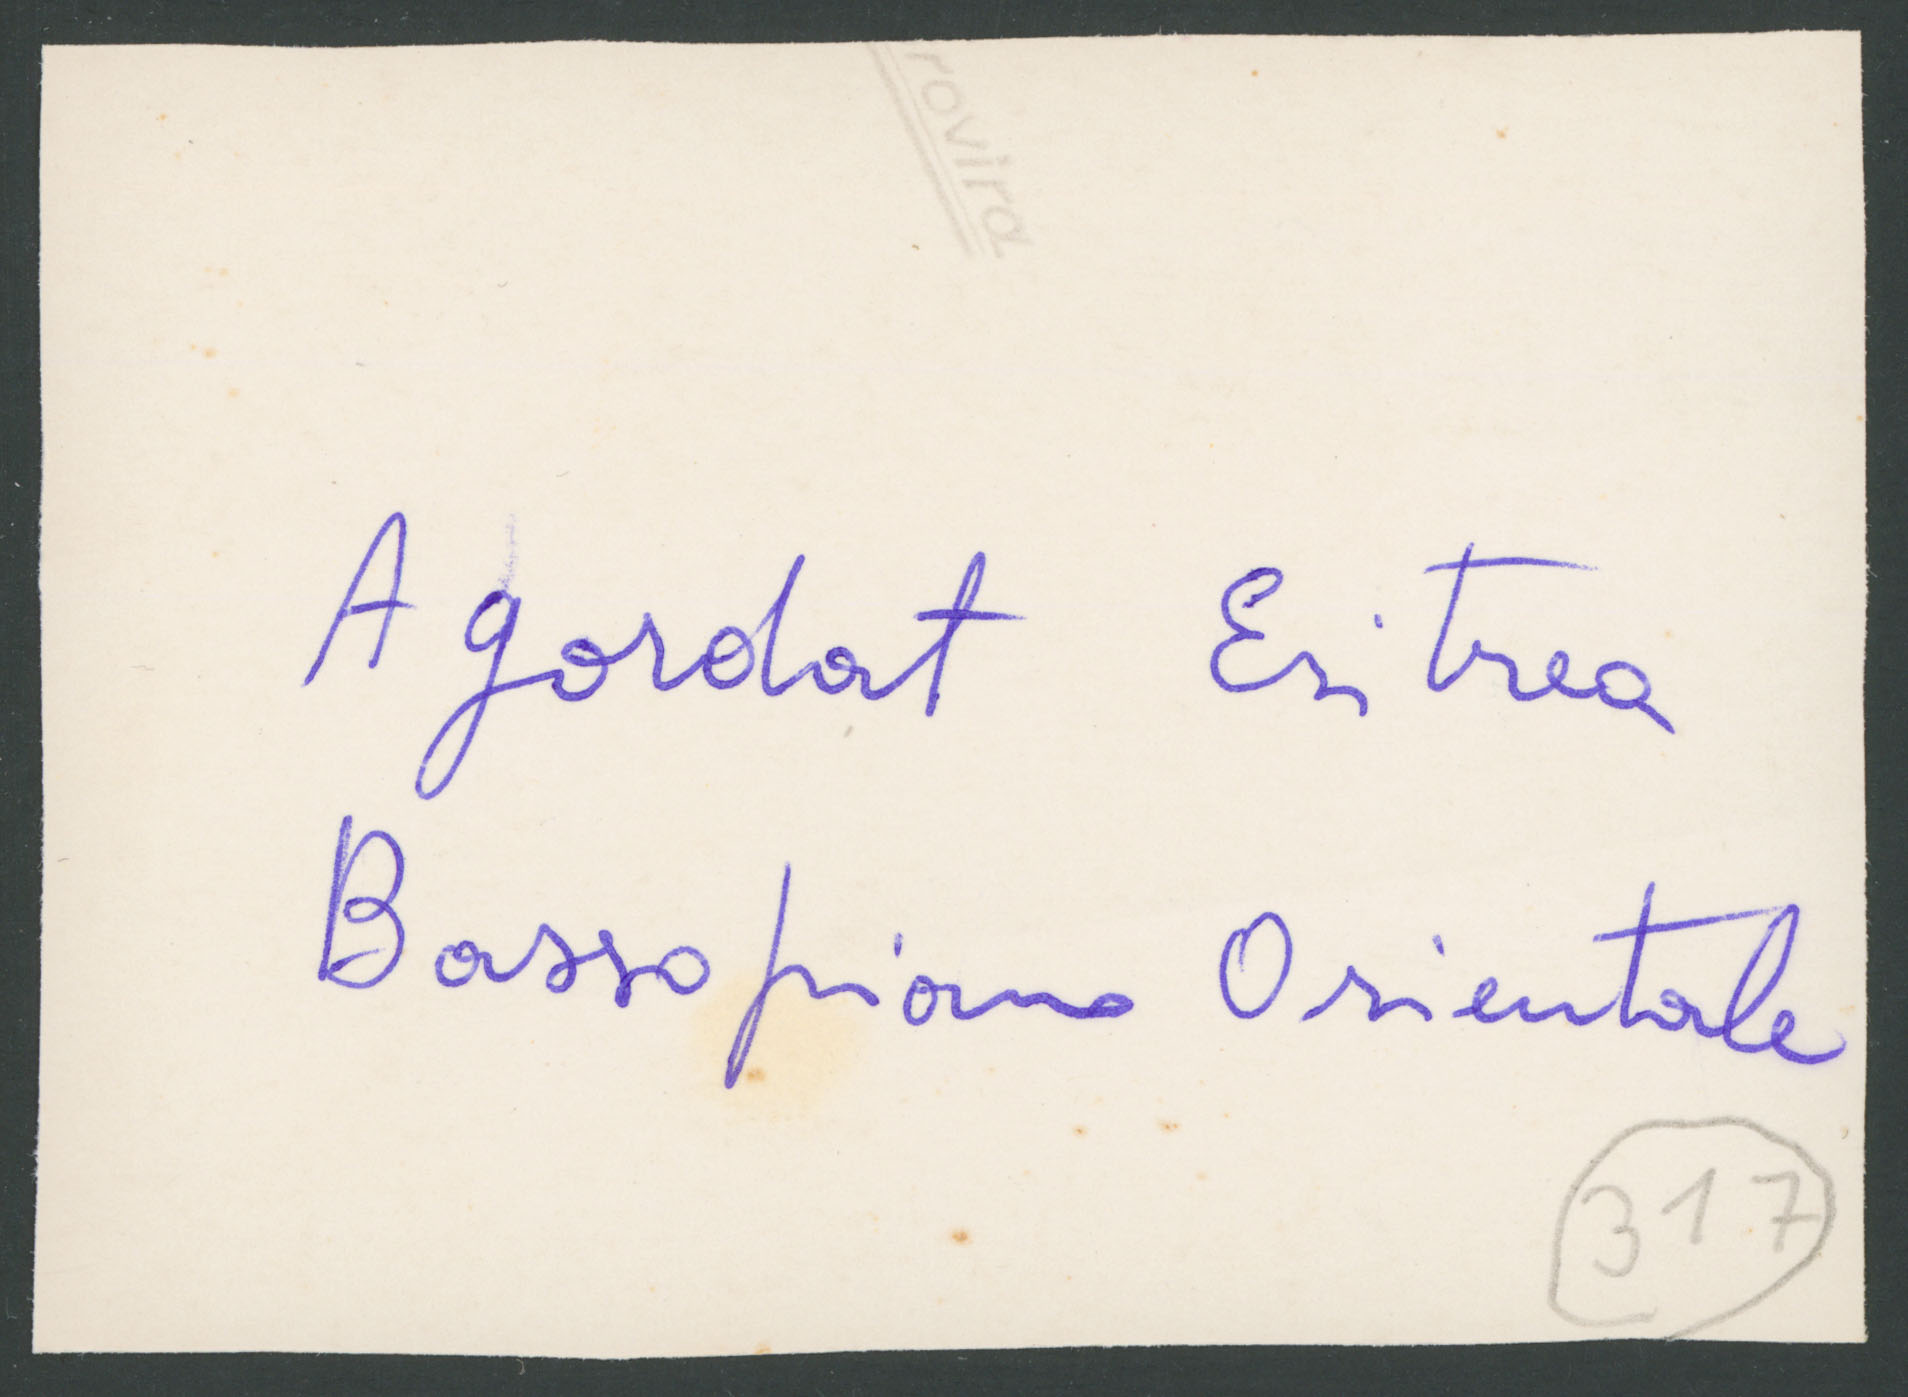 rovira
Agordat Eritrea
Bassopiano Orientale
317